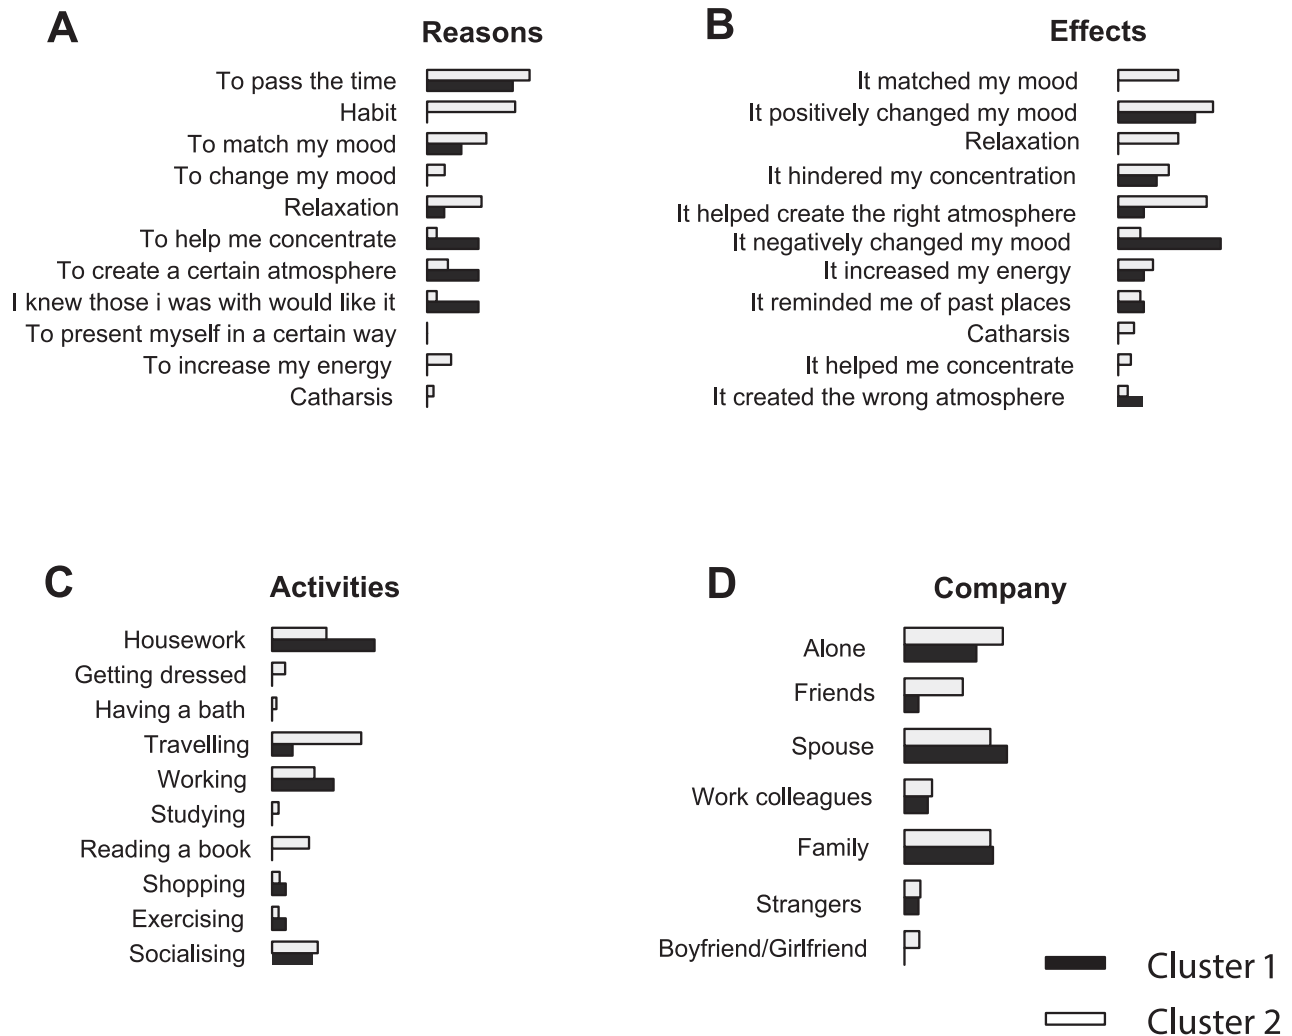 A
Reasons
To pass the time
Habit
To match my mood
To change my mood
Relaxation
To help me concentrate
To create a certain atmosphere
I knew those i was with would like it
To present myself in a certain way
To increase my energy
Catharsis
B
Effects
It matched my mood
It positively changed my mood
Relaxation
It hindered my concentration
It helped create the right atmosphere
It negatively changed my mood
It increased my energy
It reminded me of past places
Catharsis
It helped me concentrate
It created the wrong atmosphere
C
Activities
Housework
Getting dressed
Having a bath
Travelling
Working
Studying
Reading a book
Shopping
Exercising
Socialising
D
Company
Alone
Friends
Spouse
Work colleagues
Family
Strangers
Boyfriend/Girlfriend
Cluster 1
Cluster 2